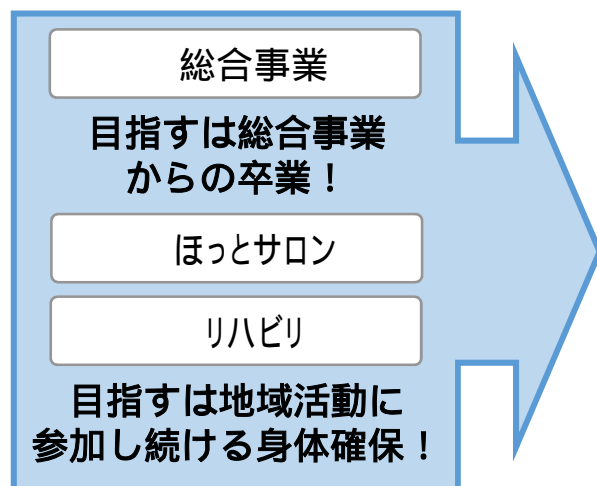 総合事業
目指すは総合事業
からの卒業！
ほっとサロン
リハビリ
目指すは地域活動に
参加し続ける身体確保！